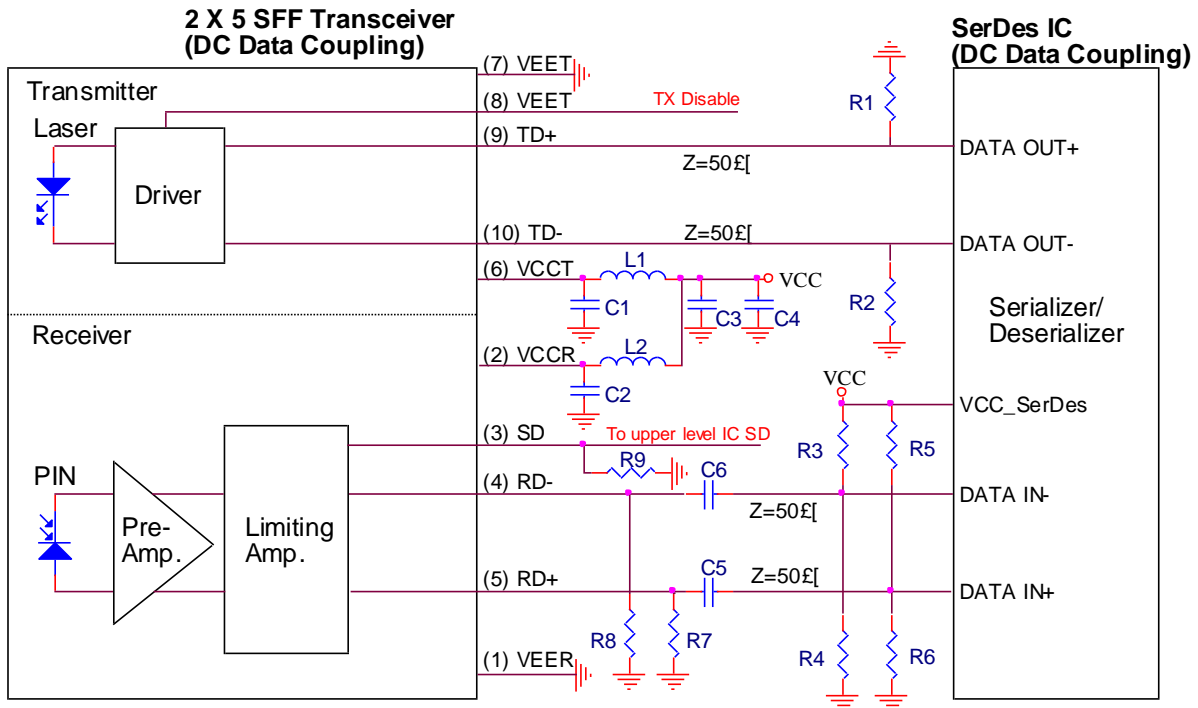 2 X 5 SFF Transceiver
(DC Data Coupling)
SerDes IC
(DC Data Coupling)
(7) VEET
Transmitter
(8) VEET
TX Disable
R1
Laser
(9) TD+
DATA OUT+
Z=50£[
Driver
(10) TD-
Z=50£[
DATA OUT-
L1
(6) VCCT
VCC
R2
C1
C3
C4
Serializer/
Deserializer
Receiver
(2) VCCR
L2
VCC
C2
VCC_SerDes
(3) SD
To upper level IC SD
R3
R5
R9
C6
PIN
(4) RD-
DATA IN-
Z=50£[
Pre-
Amp.
Limiting
Amp.
C5
Z=50£[
(5) RD+
DATA IN+
R8
R7
R4
R6
(1) VEER